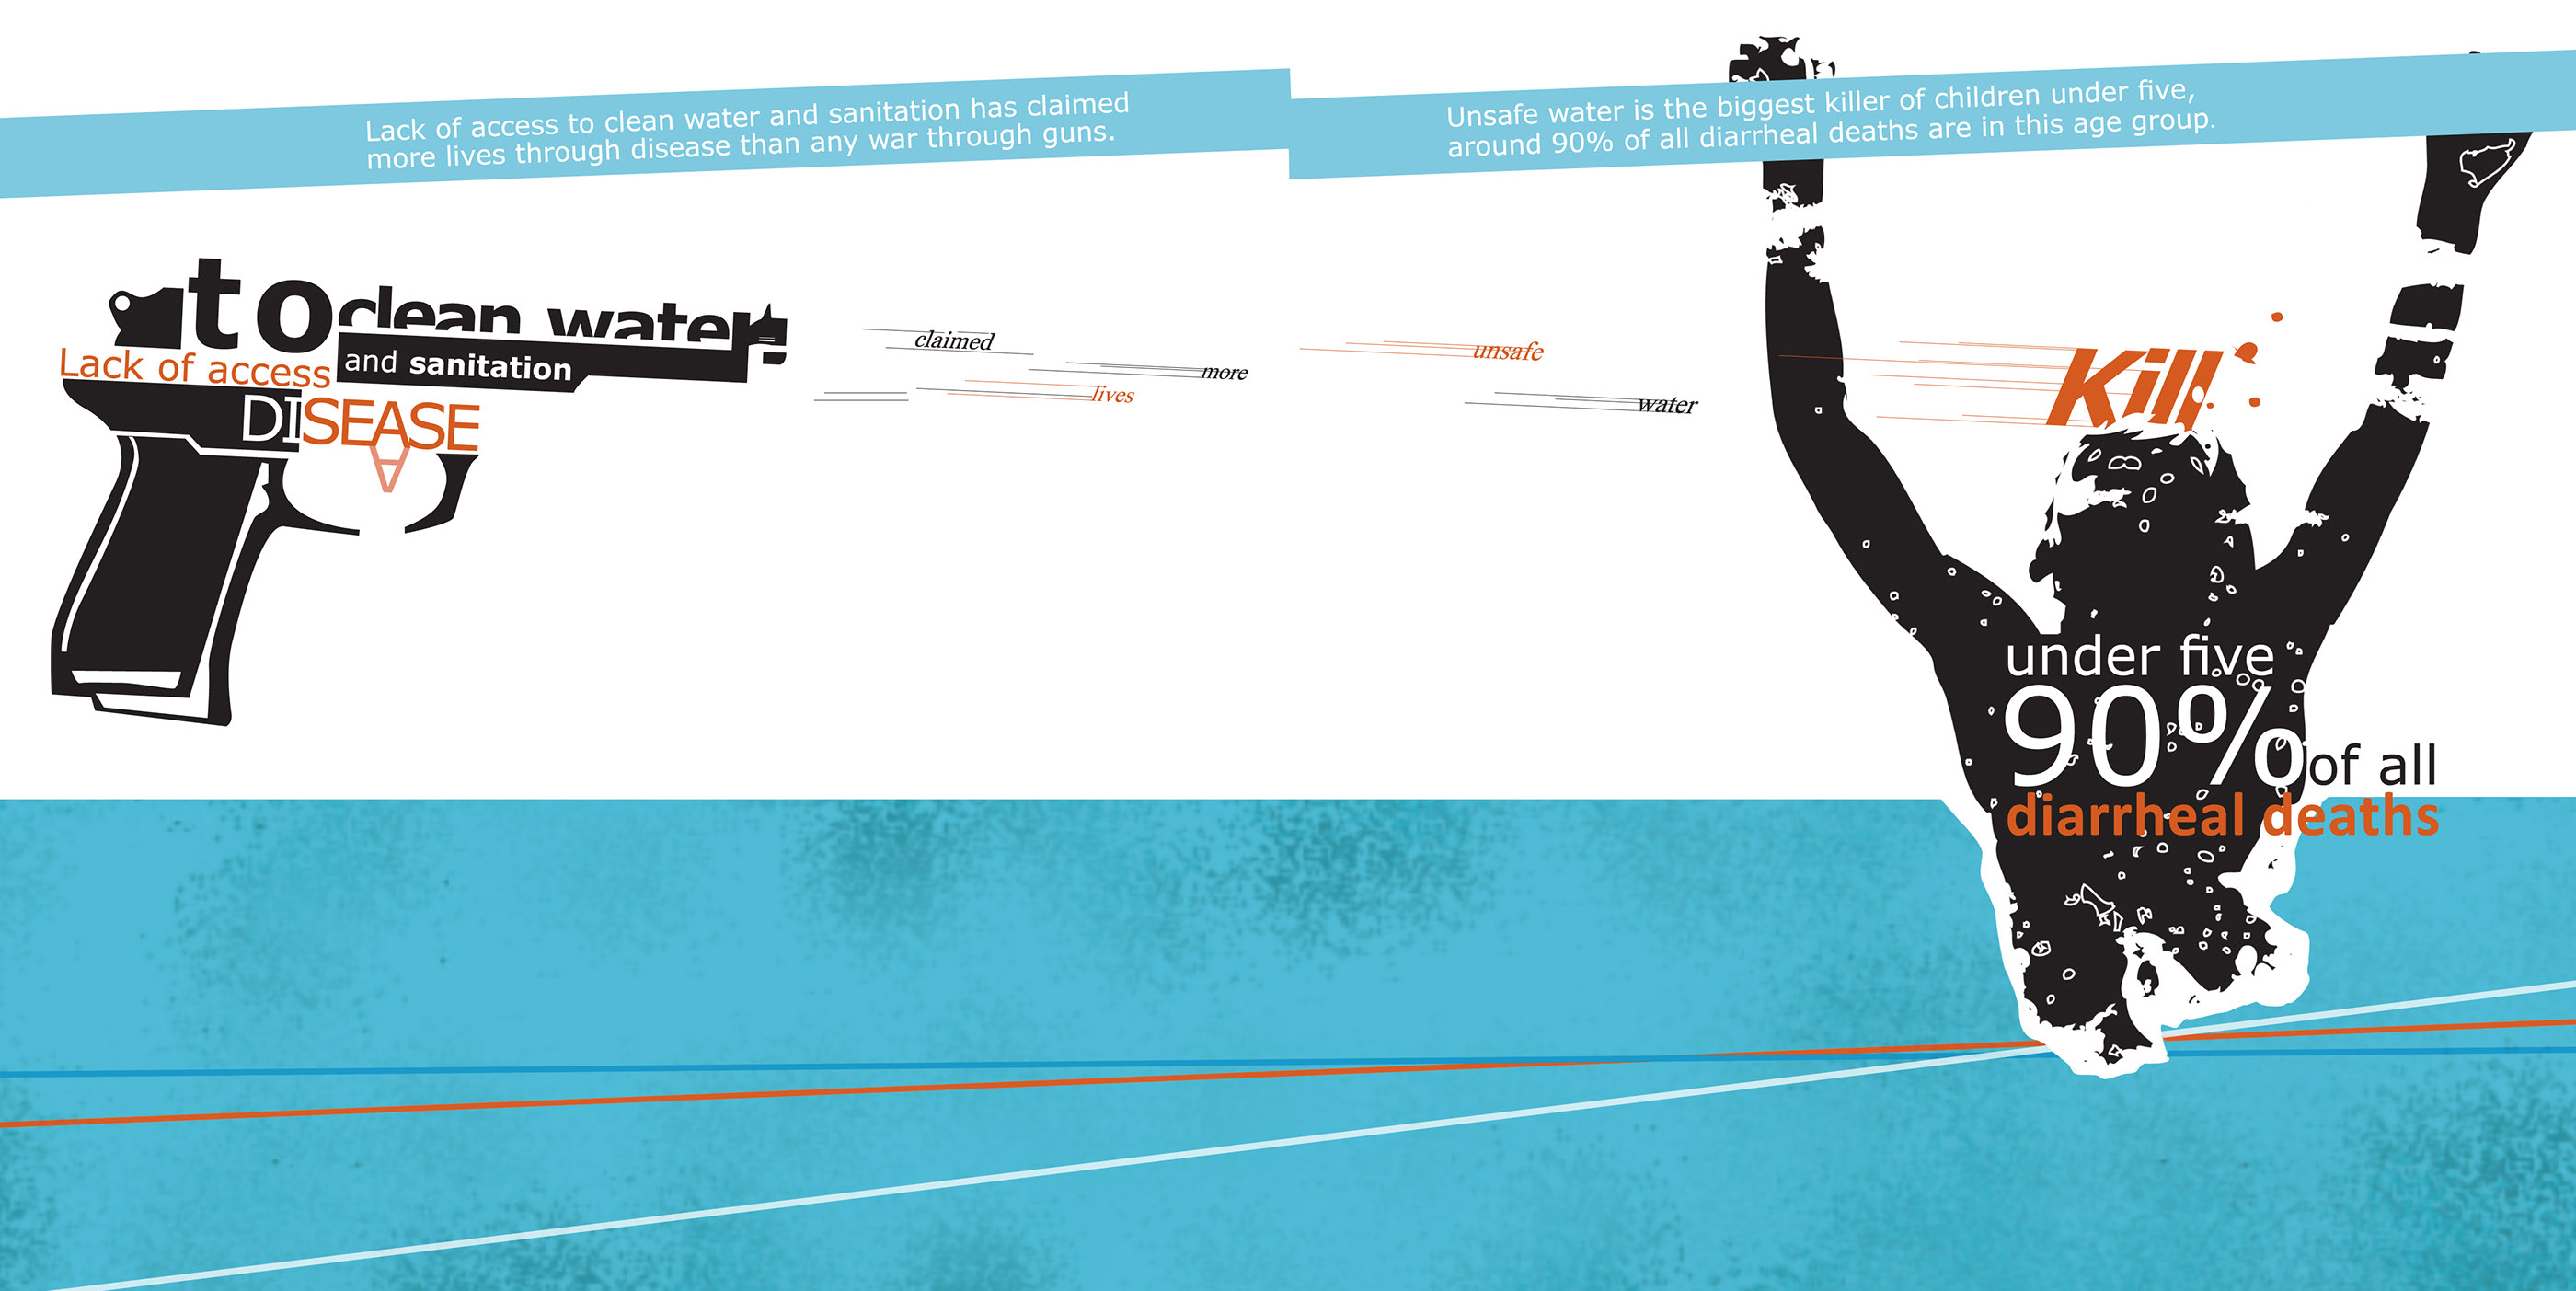 Lack of access to clean water and sanitation has claimed
more lives through disease than any war through guns.
Unsafe water is the biggest killer of children under five,
around 90% of all diarrheal deaths are in this age group.
to clean water
Lack of access
and sanitation
DISEASE
A
claimed
more
lives
unsafe
water
Kill
under five
90% of all
diarrheal deaths